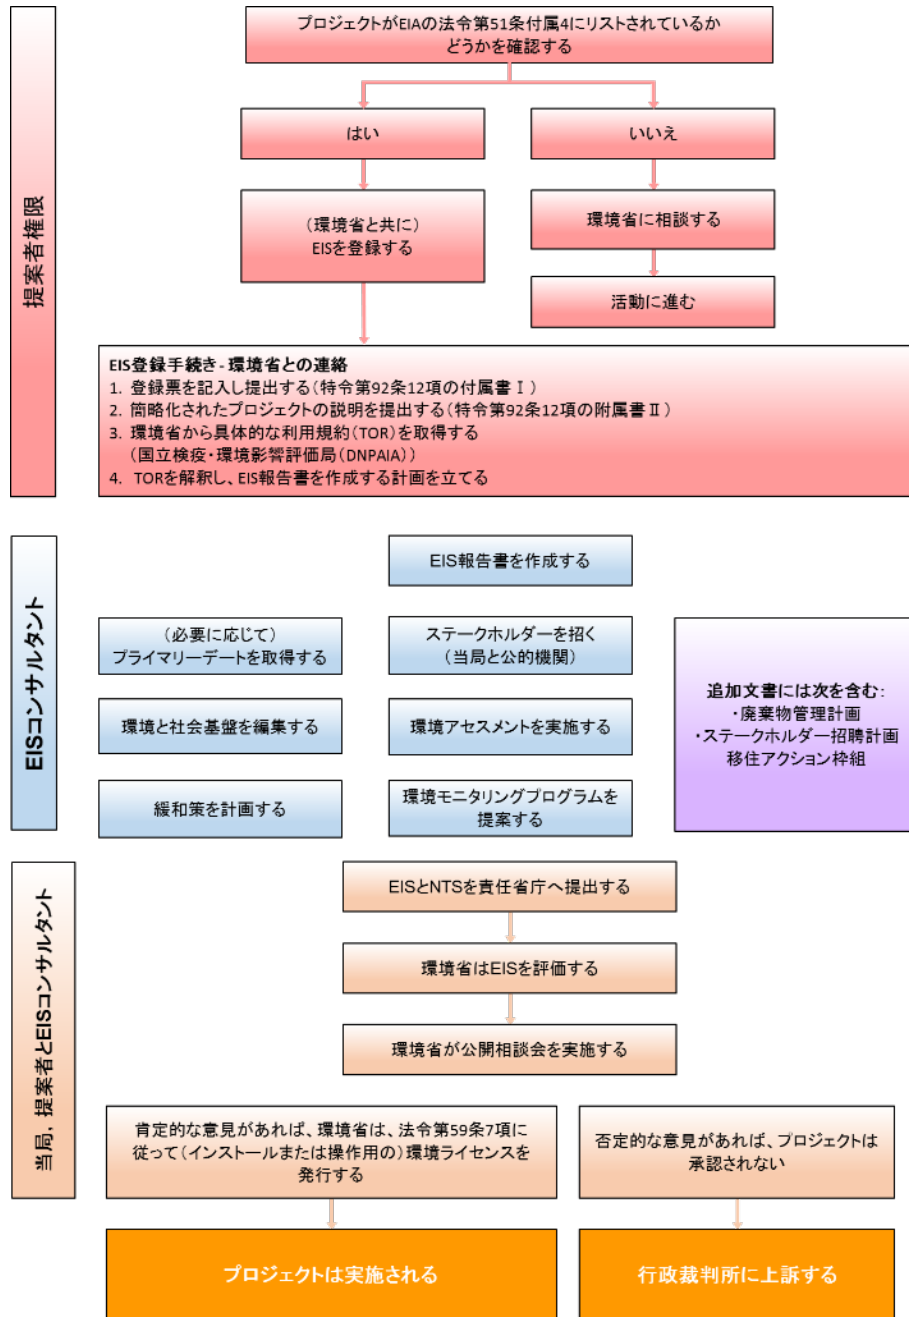 プロジェクトがEIAの法令第51条付属4にリストされているか
どうかを確認する
はい
いいえ
(環境省と共に)
EISを登録する
環境省に相談する
活動に進む
提案者権限
EIS登録手続き - 環境省との連絡
1. 登録票を記入し提出する(特令第92条12項の付属書Ⅰ)
2. 簡略化されたプロジェクトの説明を提出する(特令第92条12項の附属書Ⅱ)
3. 環境省から具体的な利用規約(TOR)を取得する
(国立検疫・環境影響評価局(DNPAIA))
4. TORを解釈し、EIS報告書を作成する計画を立てる
EISコンサルタント
EIS報告書を作成する
(必要に応じて)
プライマリーデートを取得する
ステークホルダーを招く
(当局と公的機関)
環境と社会基盤を編集する
環境アセスメントを実施する
緩和策を計画する
環境モニタリングプログラムを
提案する
追加文書には次を含む:
・廃棄物管理計画
・ステークホルダー招聘計画
移住アクション枠組
当局, 提案者とEISコンサルタント
EISとNTSを責任省庁へ提出する
環境省はEISを評価する
環境省が公開相談会を実施する
肯定的な意見があれば、環境省は、法令第59条7項に
従って(インストールまたは操作用の)環境ライセンスを
発行する
否定的な意見があれば、プロジェクトは
承認されない
プロジェクトは実施される
行政裁判所に上訴する